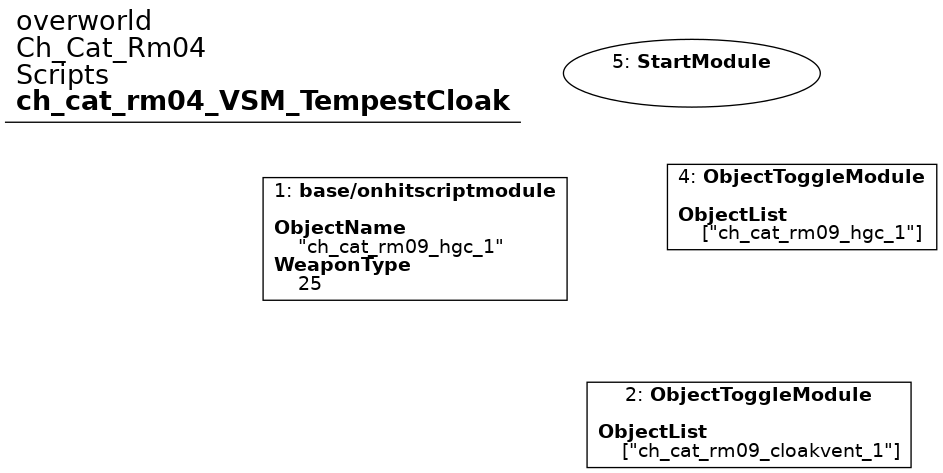 overworld
Ch_Cat_Rm04
Scripts
ch_cat_rm04_VSM_TempestCloak
5: StartModule
1: base/onhitscriptmodule
ObjectName
"ch_cat_rm09_hgc_1"
WeaponType
25
4: ObjectToggleModule
ObjectList
["ch_cat_rm09_hgc_1"]
2: ObjectToggleModule
ObjectList
["ch_cat_rm09_cloakvent_1"]